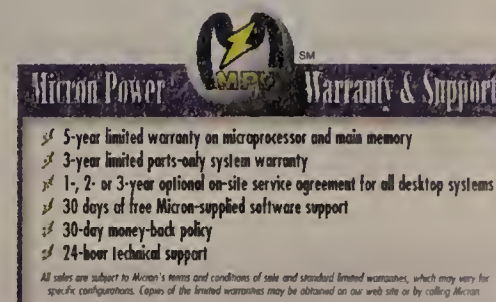 SM
MPW
Micron Power Warranty & Support
5-year limited warranty on microprocessor and main memory
3-year limited parts-only system warranty
1-, 2- or 3-year optional on-site service agreement for all desktop systems
30 days of free Micron-supplied software support
30-day money-back policy
24-hour technical support
All sales are subject to Micron's terms and conditions of sale and standard limited warranties, which may vary for
specific configurations. Copies of the limited warranties may be obtained on our web site or by calling Micron.